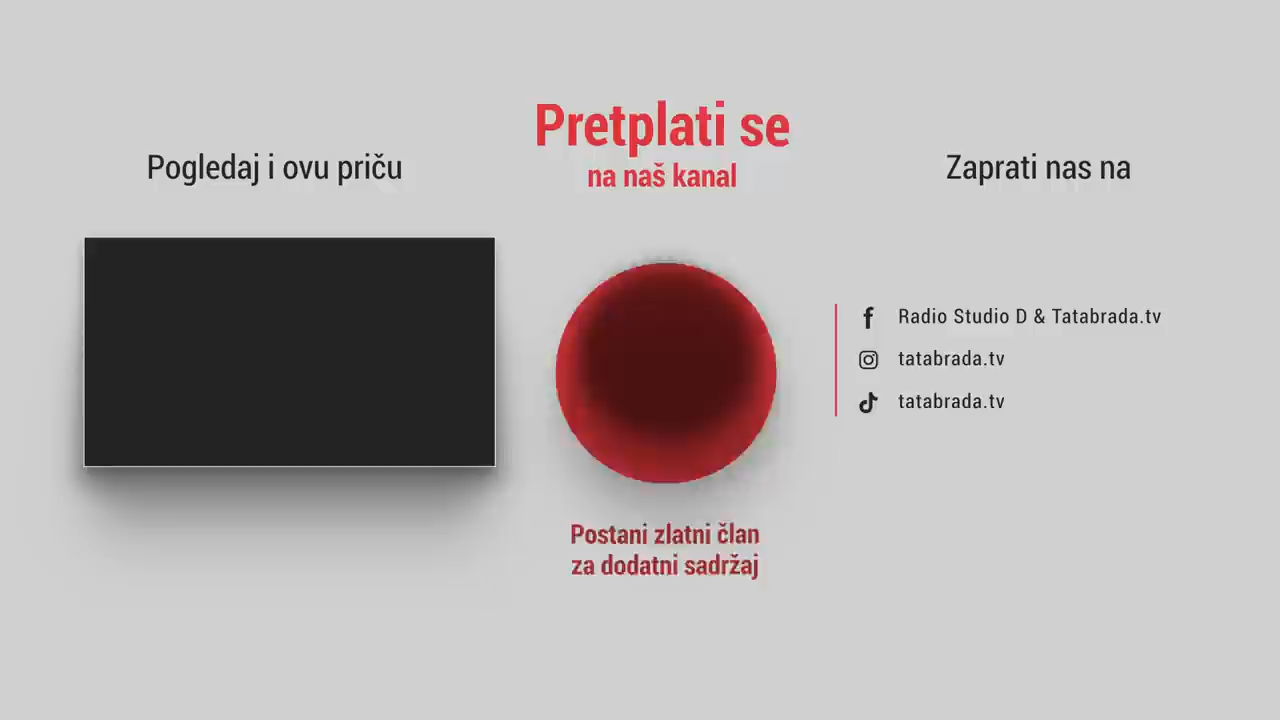 Pogledaj i ovu priču
Pretplati se
na naš kanal
Postani zlatni član
za dodatni sadržaj
Zaprati nas na
Radio Studio D & Tatabrada.tv
tatabrada.tv
tatabrada.tv